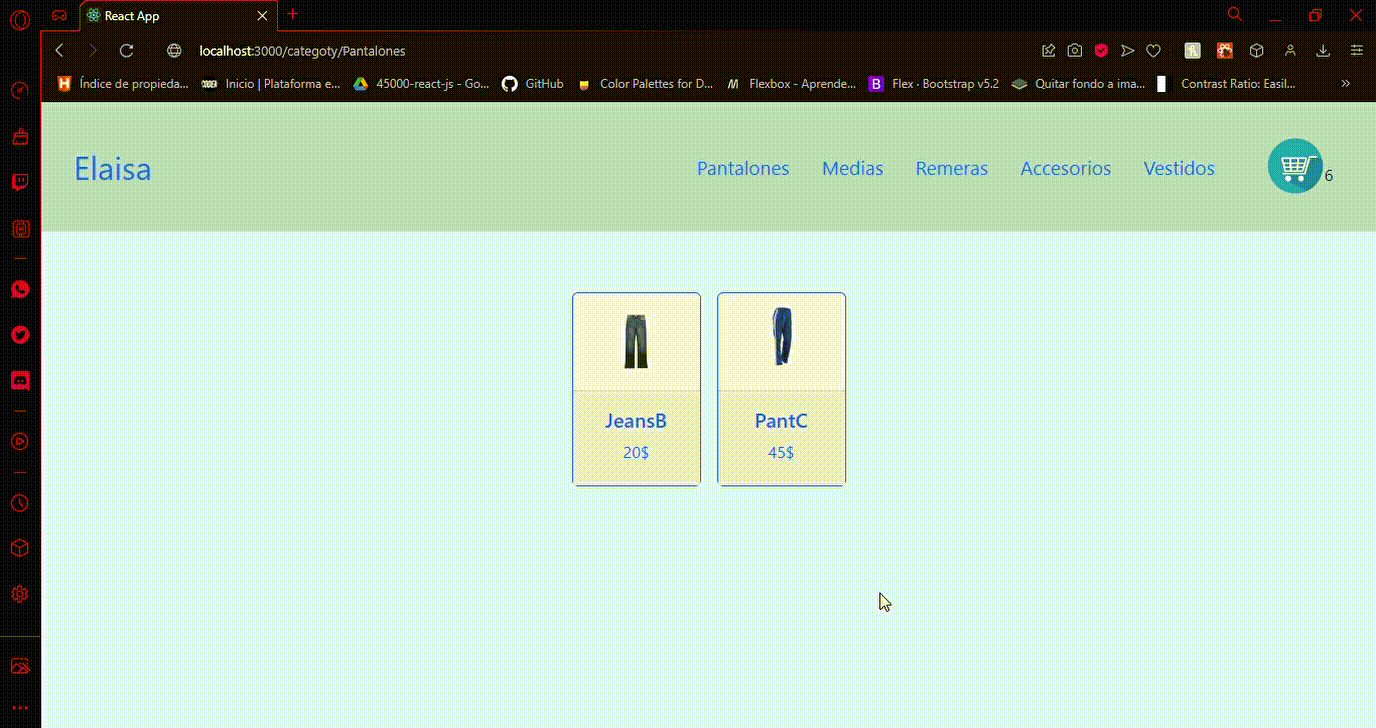 React App
localhost:3000/categoty/Pantalones
Índice de propieda... Inicio | Plataforma e... 45000-react-js - Go... GitHub Color Palettes for D... Flexbox - Aprende... Flex · Bootstrap v5.2 Quitar fondo a ima... Contrast Ratio: Easil...
Elaisa Pantalones Medias Remeras Accesorios Vestidos 6
JeansB PantC
20$ 45$